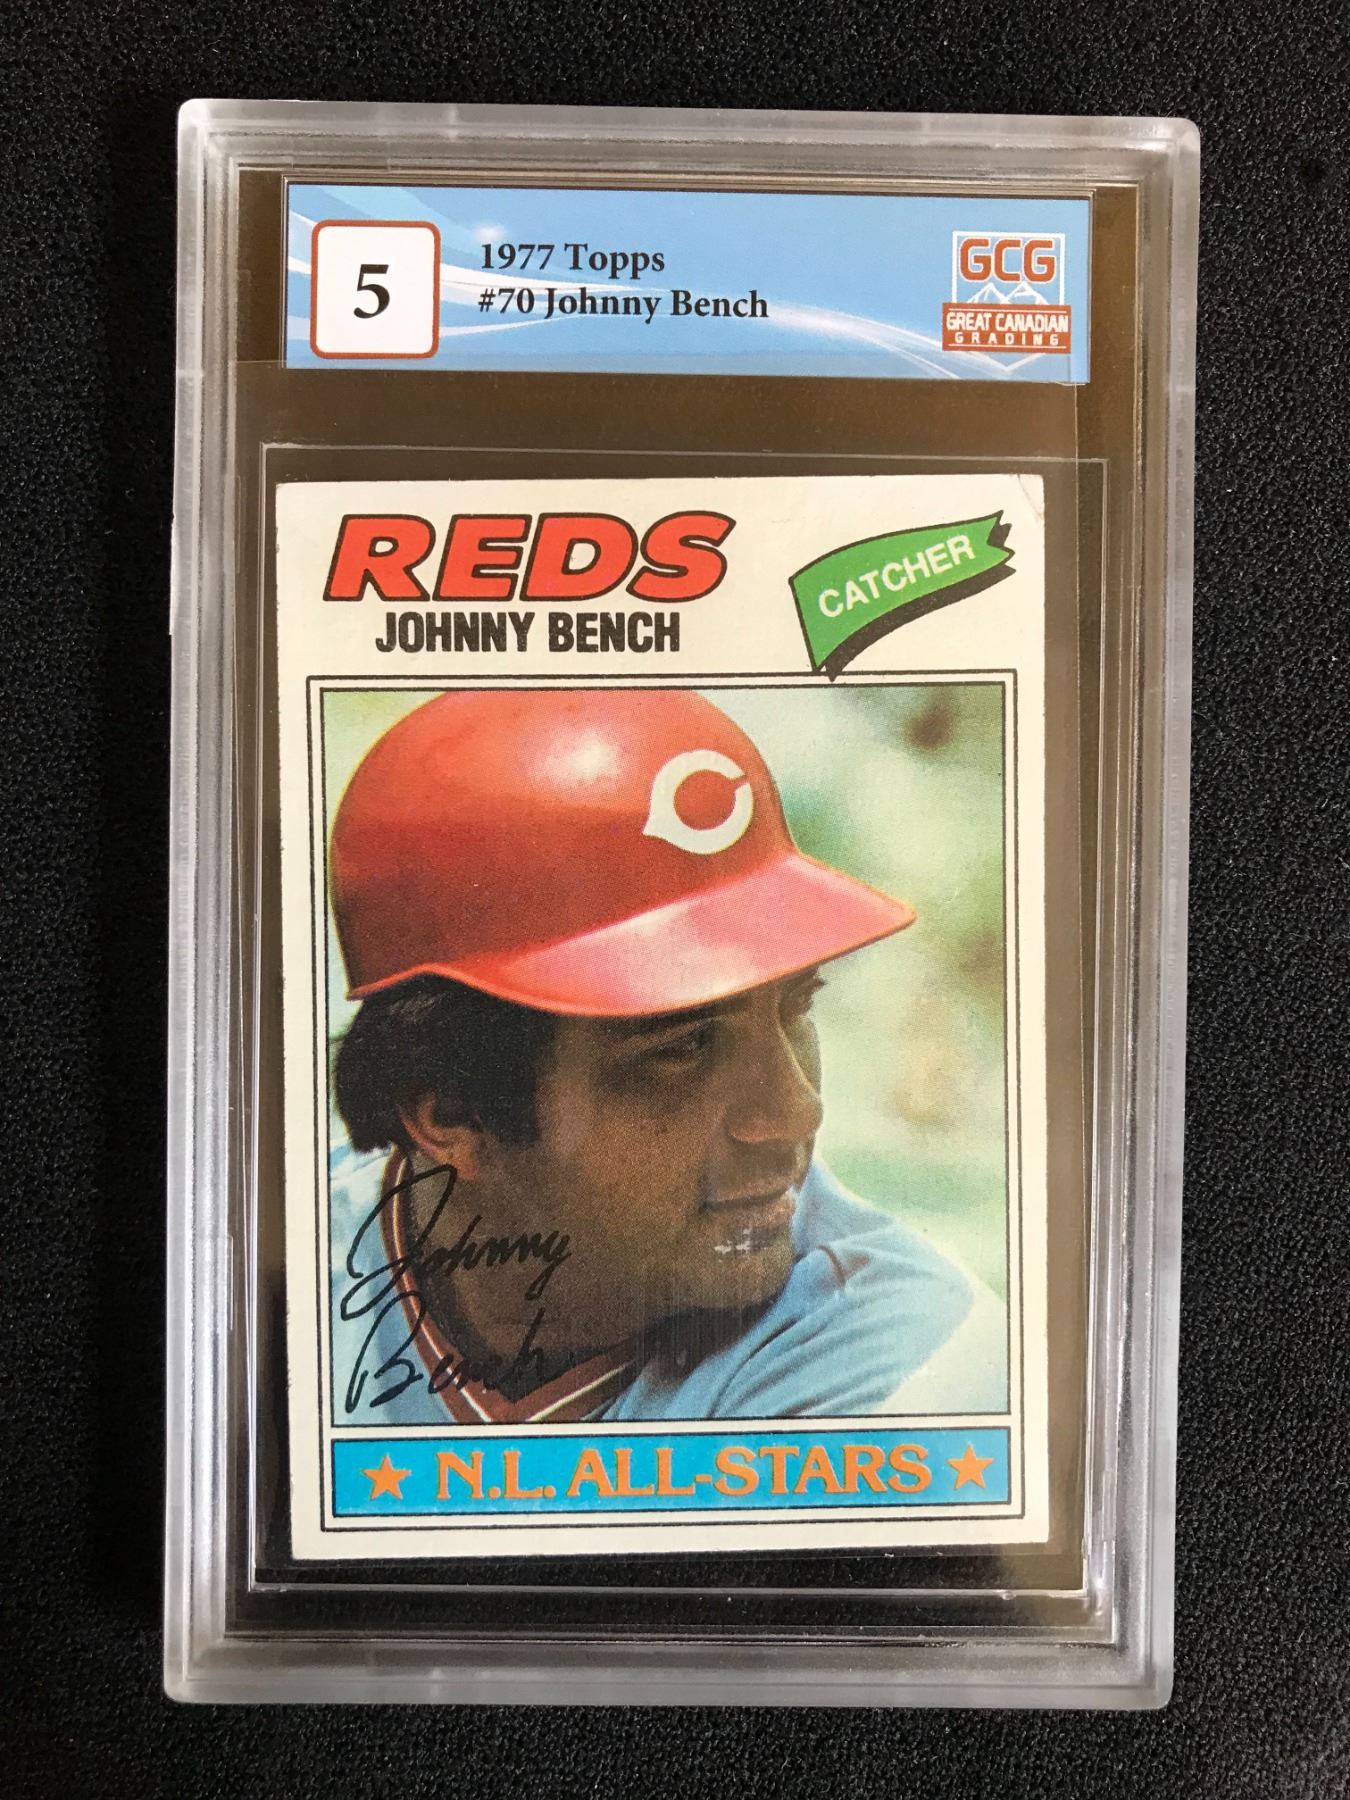 5
1977 Topps
#70 Johnny Bench
GCG
GREAT CANADIAN
GRADING
REDS
JOHNNY BENCH
CATCHER
C
Johnny
Bench
★ N.L. ALL-STARS ★